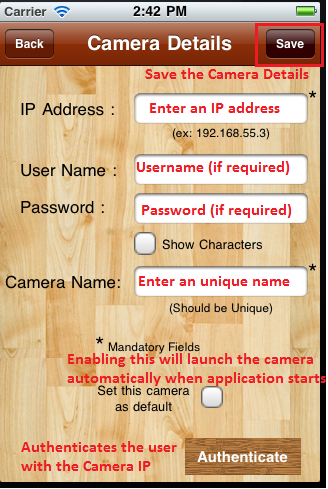 Carrier 2:42 PM
Back Camera Details Save
Save the Camera Details
IP Address : Enter an IP address *
(ex: 192.168.55.3)
User Name : Username (if required)
Password : Password (if required)
Show Characters
Camera Name: Enter an unique name *
(Should be Unique)
* Mandatory Fields
Enabling this will launch the camera
automatically when application starts
Set this camera
as default
Authenticates the user
with the Camera IP
Authenticate